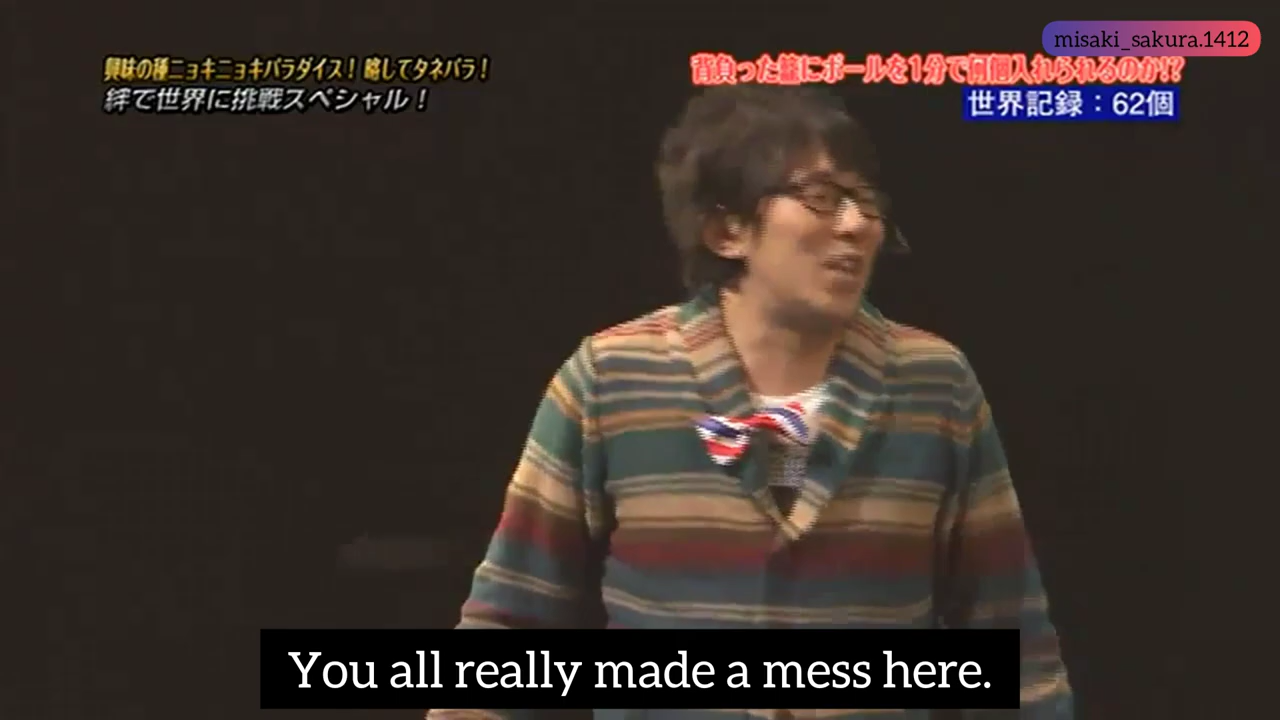 misaki_sakura.1412
興味の種ニョキニョキパラダイス！略してタネパラ！
絆で世界に挑戦スペシャル！
背負った籠にボールを1分で何個入れられるのか!?
世界記録：62個
You all really made a mess here.